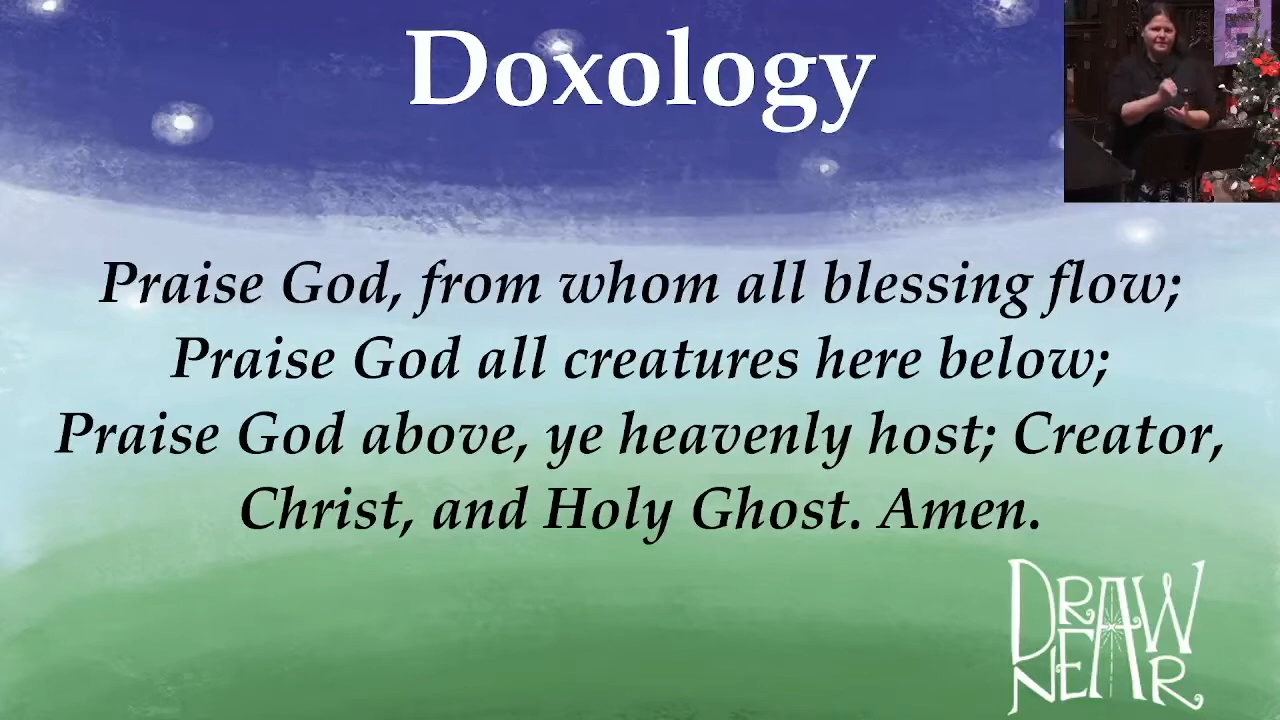 Doxology
Praise God, from whom all blessing flow;
Praise God all creatures here below;
Praise God above, ye heavenly host; Creator,
Christ, and Holy Ghost. Amen.
DRAW
NEAR